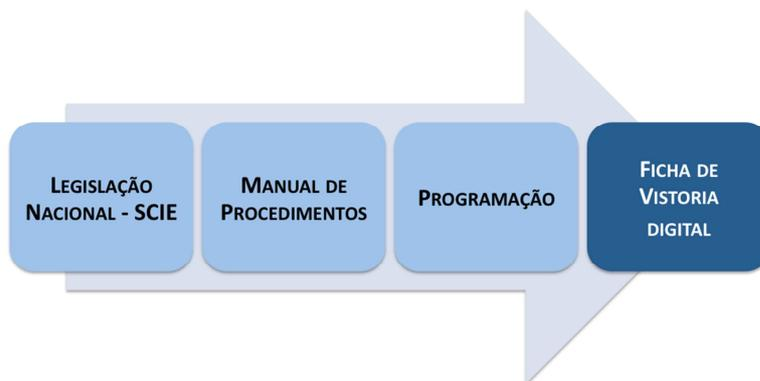 Legislação
Nacional - SCIE
Manual de
Procedimentos
Programação
Ficha de
Vistoria
digital